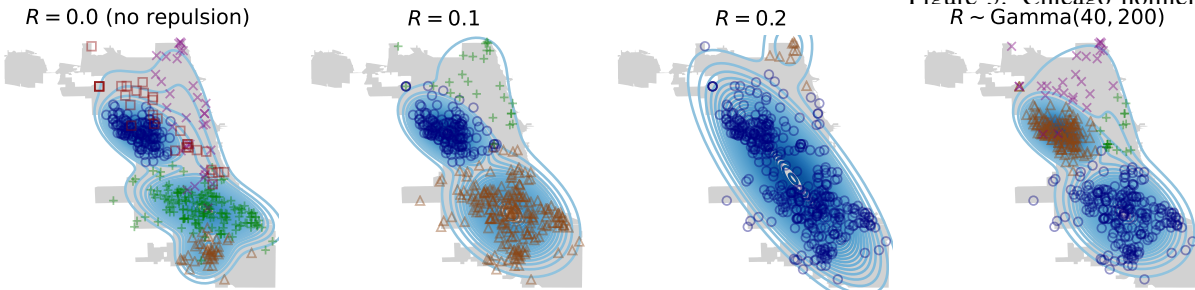 R = 0.0 (no repulsion)
R = 0.1
R = 0.2
R ~ Gamma(40, 200)